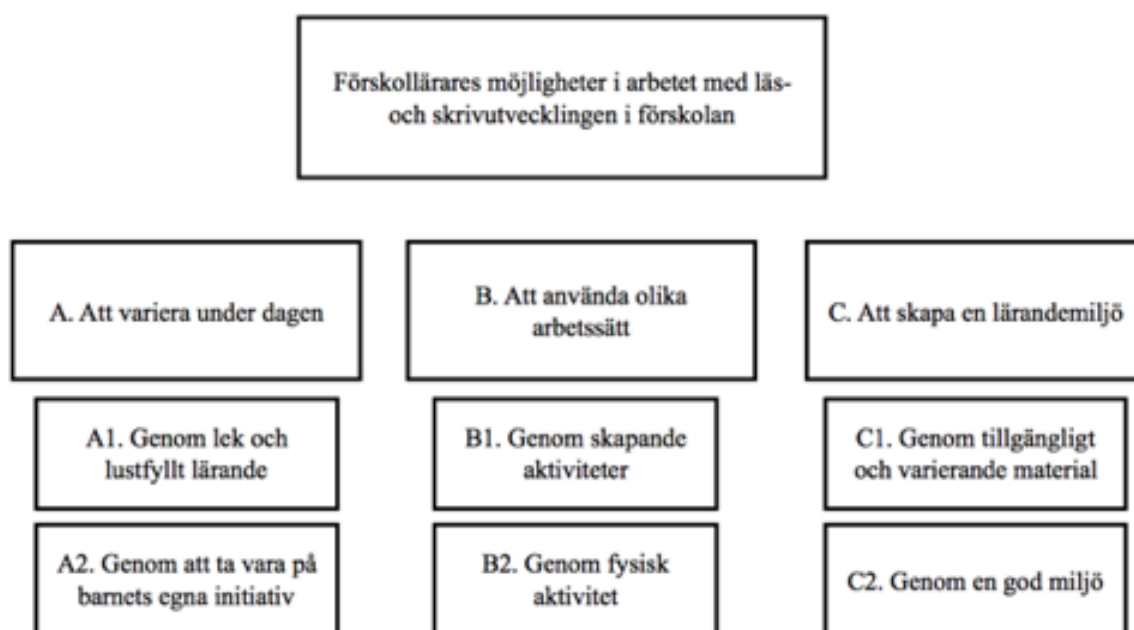 Förskollärares möjligheter i arbetet med läs-
och skrivutvecklingen i förskolan
A. Att variera under dagen
B. Att använda olika
arbetssätt
C. Att skapa en lärandemiljö
A1. Genom lek och
lustfyllt lärande
B1. Genom skapande
aktiviteter
C1. Genom tillgängligt
och varierande material
A2. Genom att ta vara på
barnets egna initiativ
B2. Genom fysisk
aktivitet
C2. Genom en god miljö